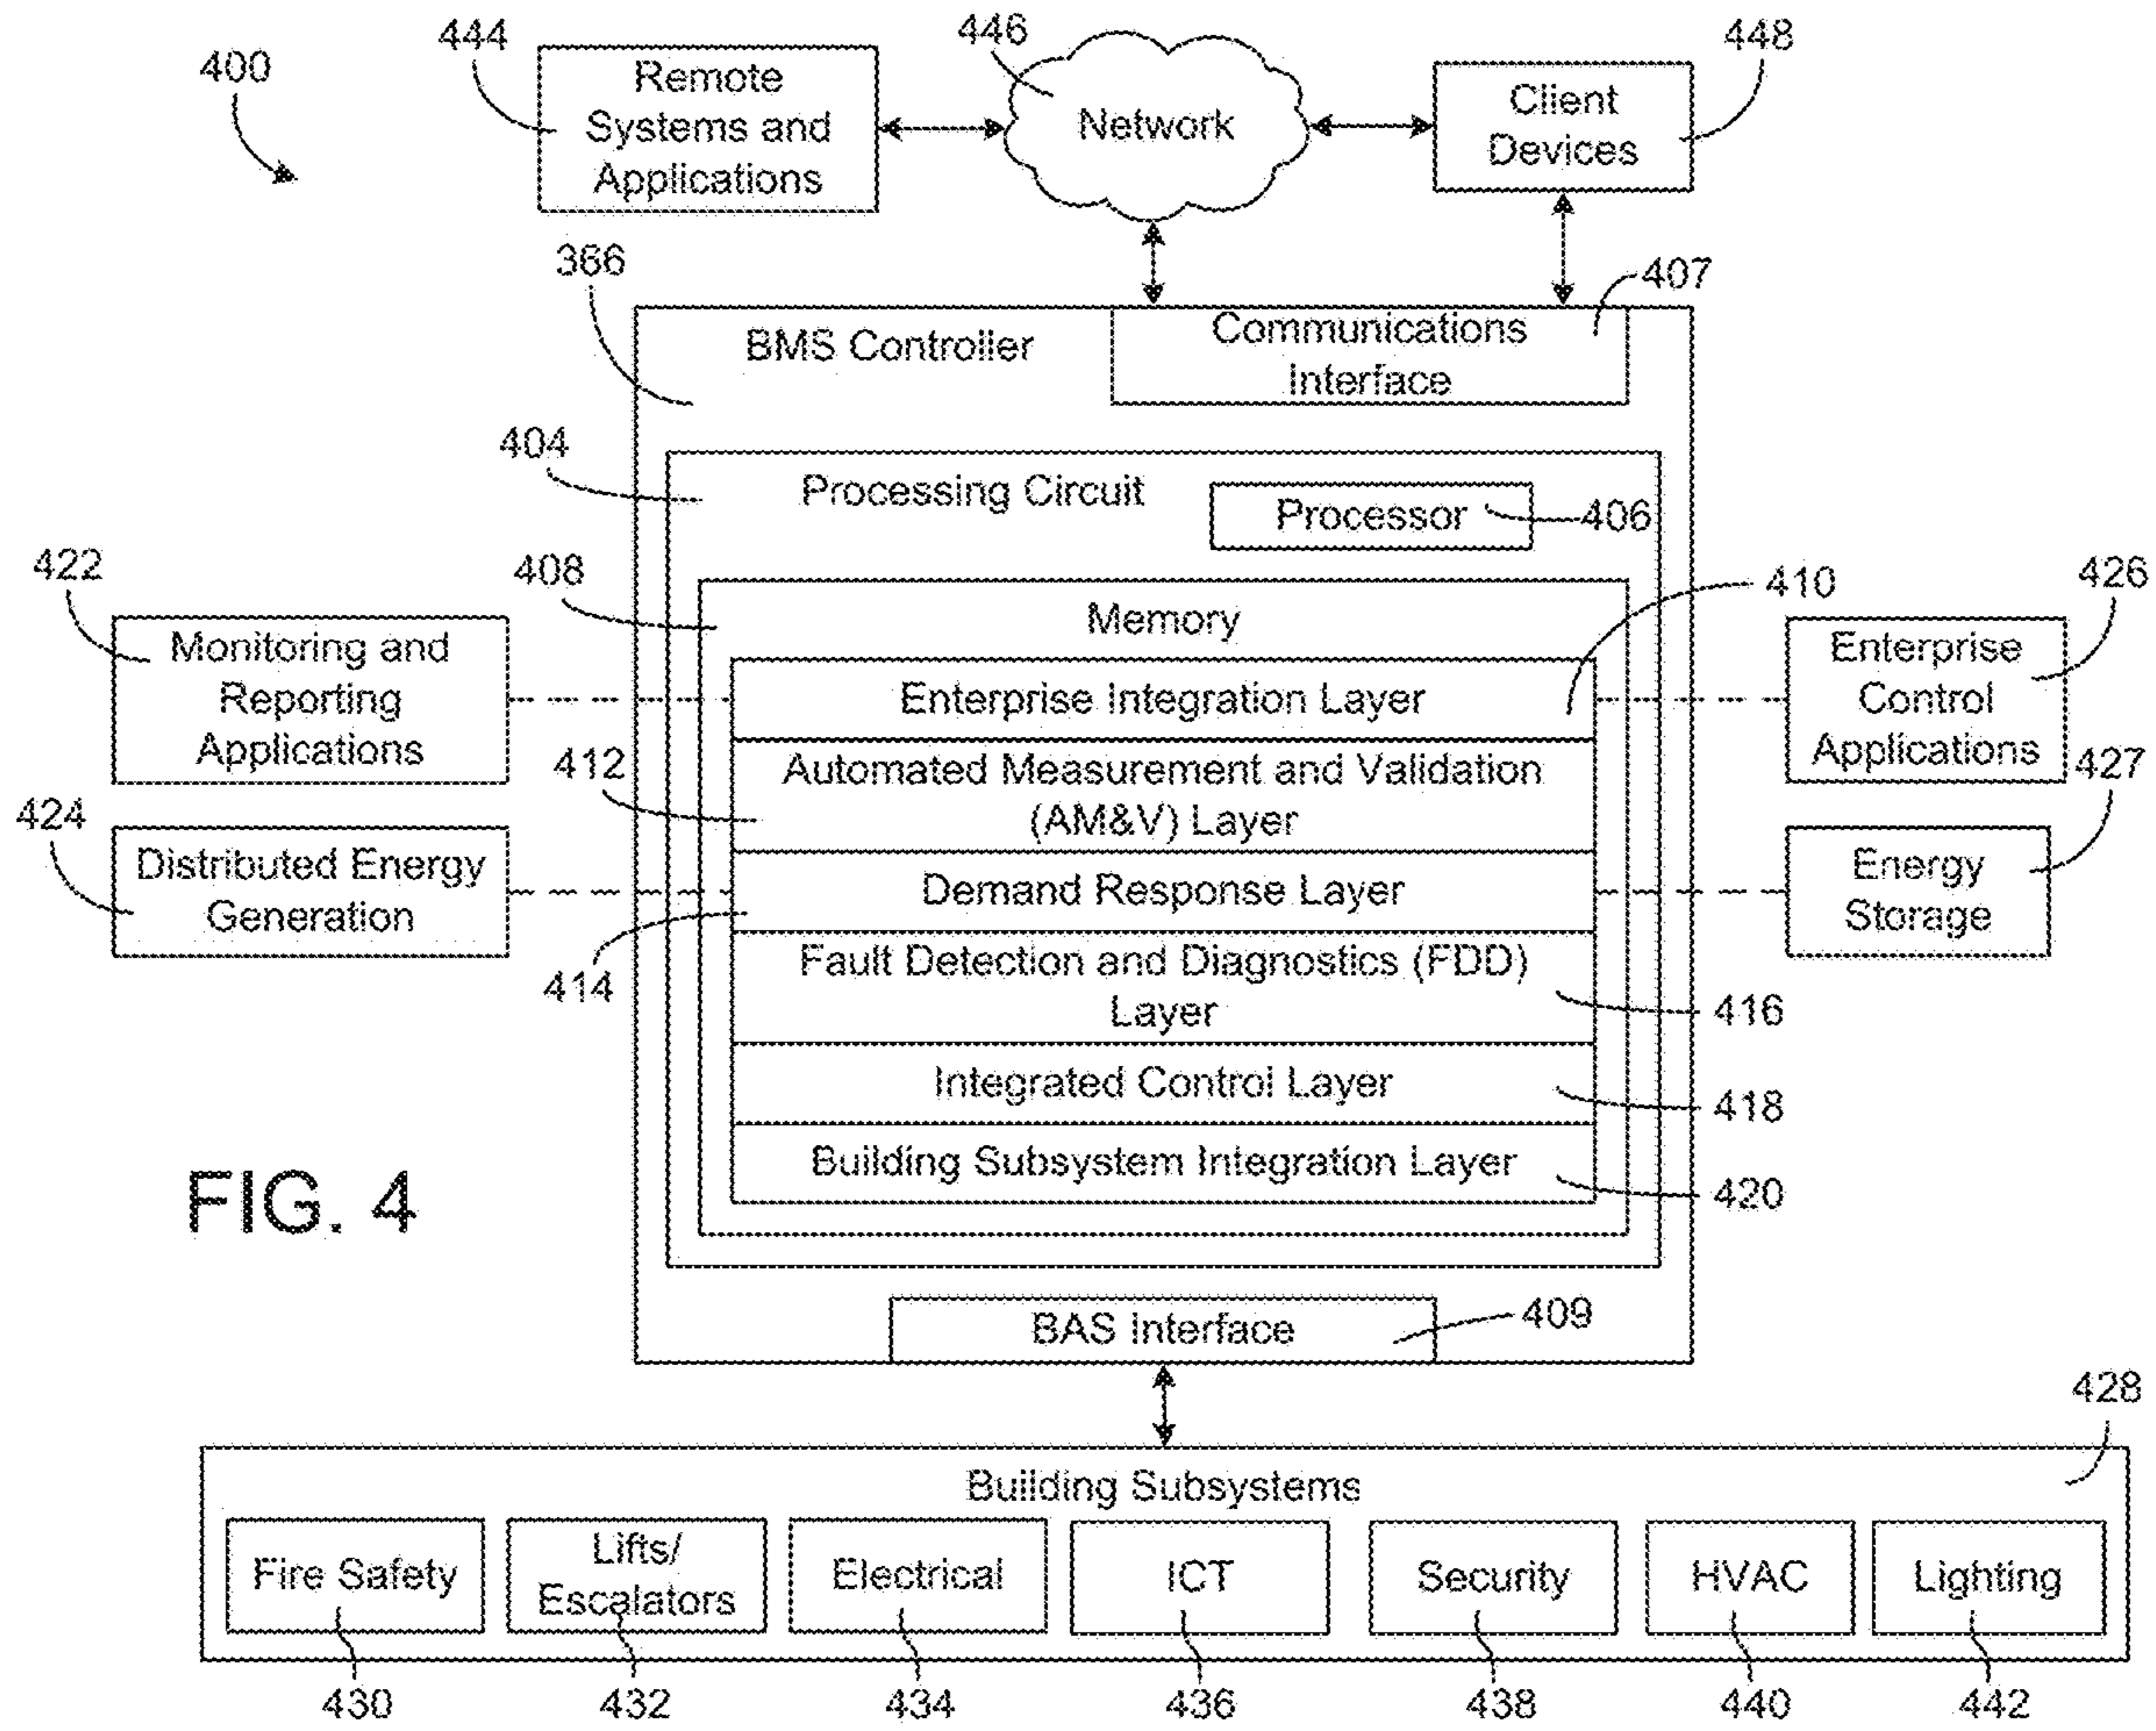 400
444
Remote
Systems and
Applications
446
Network
448
Client
Devices
366
BMS Controller
407
Communications
Interface
404
Processing Circuit
Processor
406
408
Memory
410
Enterprise Integration Layer
412
Automated Measurement and Validation
(AM&V) Layer
Demand Response Layer
414
Fault Detection and Diagnostics (FDD)
Layer
416
Integrated Control Layer
418
Building Subsystem Integration Layer
420
422
Monitoring and
Reporting
Applications
424
Distributed Energy
Generation
426
Enterprise
Control
Applications
427
Energy
Storage
FIG. 4
BAS Interface
409
428
Building Subsystems
Fire Safety
Lifts/
Escalators
Electrical
ICT
Security
HVAC
Lighting
430
432
434
436
438
440
442